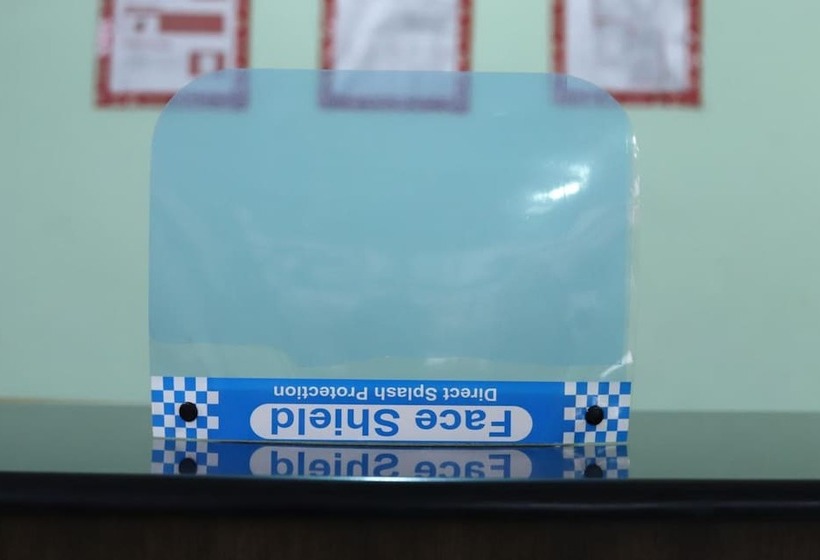 Face Shield
Direct Splash Protection